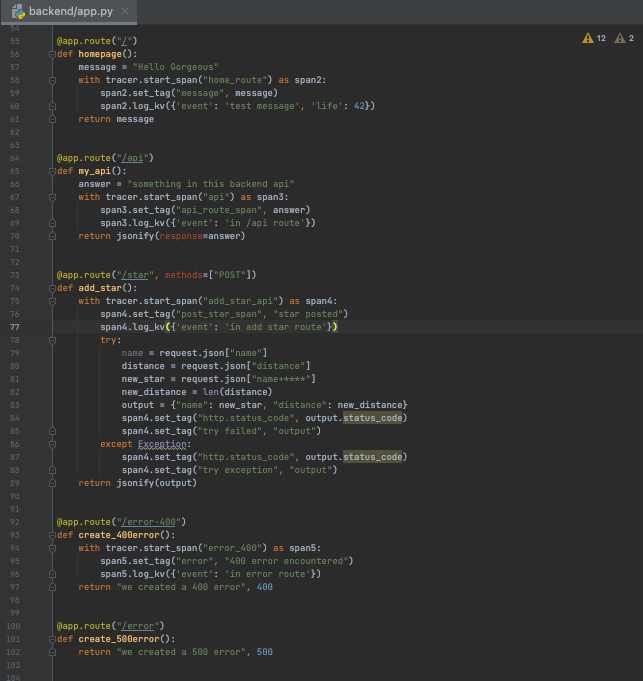 backend/app.py
54
12 2
55 @app.route("/")
56 def homepage():
57 message = "Hello Gorgeous"
58 with tracer.start_span("home_route") as span2:
59 span2.set_tag("message", message)
60 span2.log_kv({'event': 'test message', 'life': 42})
61 return message
62
63
64 @app.route("/api")
65 def my_api():
66 answer = "something in this backend api"
67 with tracer.start_span("api") as span3:
68 span3.set_tag("api_route_span", answer)
69 span3.log_kv({'event': 'in /api route'})
70 return jsonify(response=answer)
71
72
73 @app.route("/star", methods=["POST"])
74 def add_star():
75 with tracer.start_span("add_star_api") as span4:
76 span4.set_tag("post_star_span", "star posted")
77 span4.log_kv({'event': 'in add star route'})
78 try:
79 name = request.json["name"]
80 distance = request.json["distance"]
81 new_star = request.json["name+****"]
82 new_distance = len(distance)
83 output = {"name": new_star, "distance": new_distance}
84 span4.set_tag("http.status_code", output.status_code)
85 span4.set_tag("try failed", "output")
86 except Exception:
87 span4.set_tag("http.status_code", output.status_code)
88 span4.set_tag("try exception", "output")
89 return jsonify(output)
90
91
92 @app.route("/error-400")
93 def create_400error():
94 with tracer.start_span("error_400") as span5:
95 span5.set_tag("error", "400 error encountered")
96 span5.log_kv({'event': 'in error route'})
97 return "we created a 400 error", 400
98
99
100 @app.route("/error")
101 def create_500error():
102 return "we created a 500 error", 500
103
104